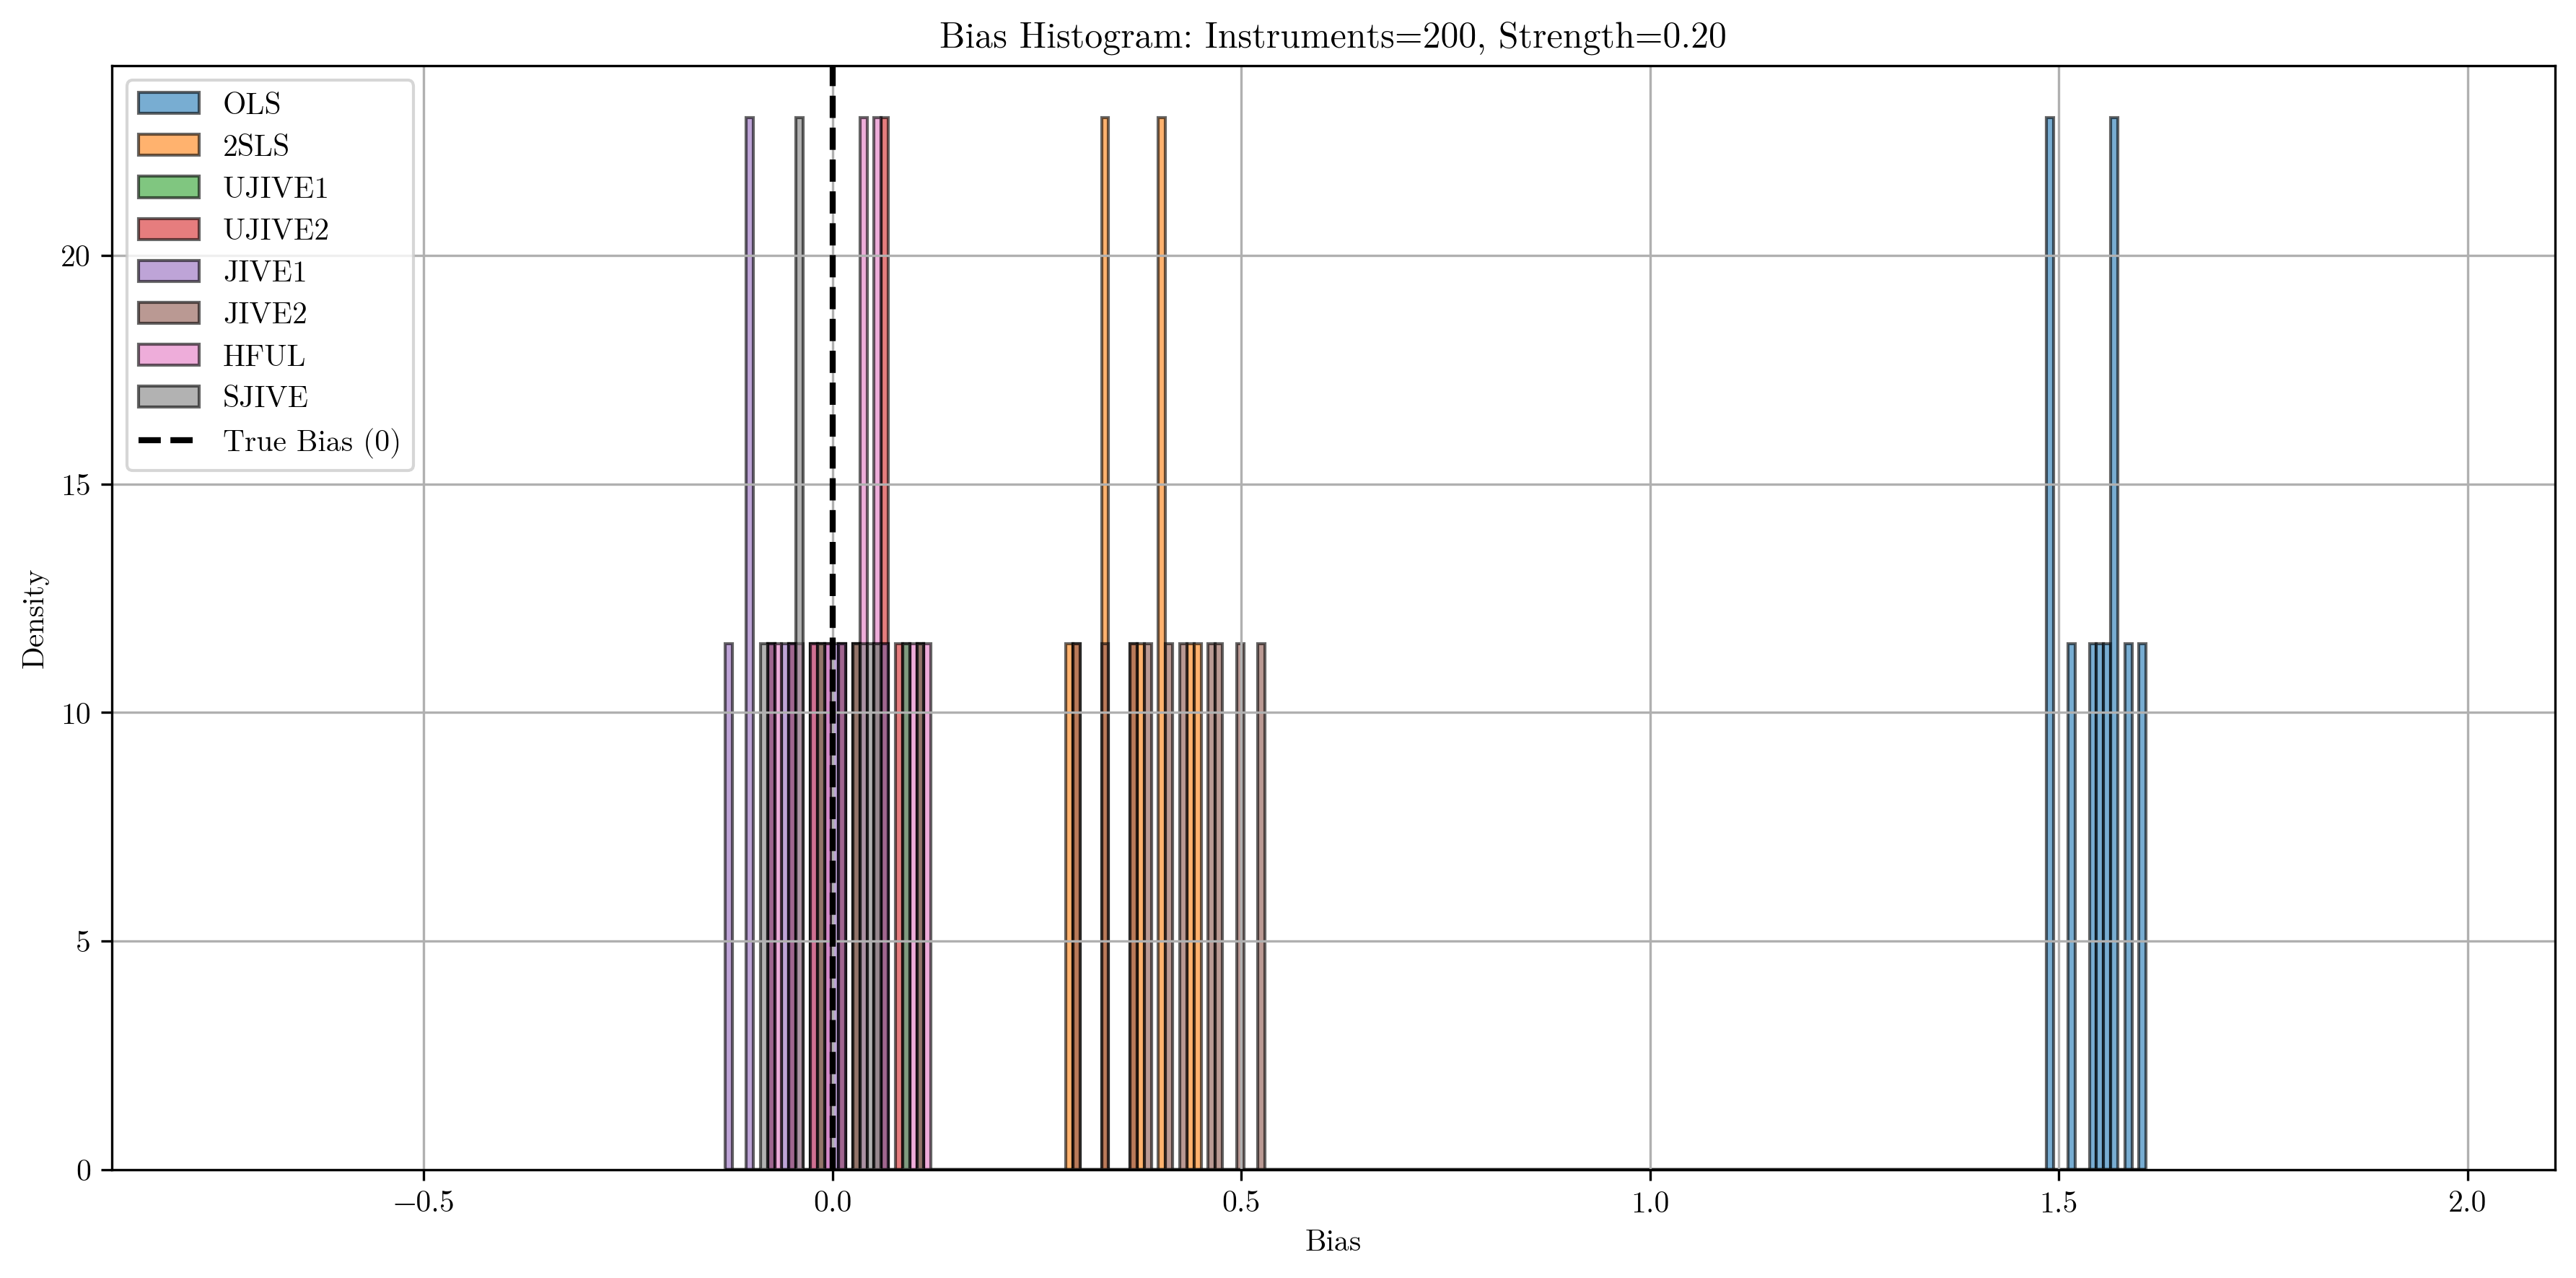 Bias Histogram: Instruments=200, Strength=0.20
OLS
2SLS
UJIVE1
UJIVE2
JIVE1
JIVE2
HFUL
SJIVE
True Bias (0)
Density
20
15
10
5
0
−0.5
0.0
0.5
1.0
1.5
2.0
Bias